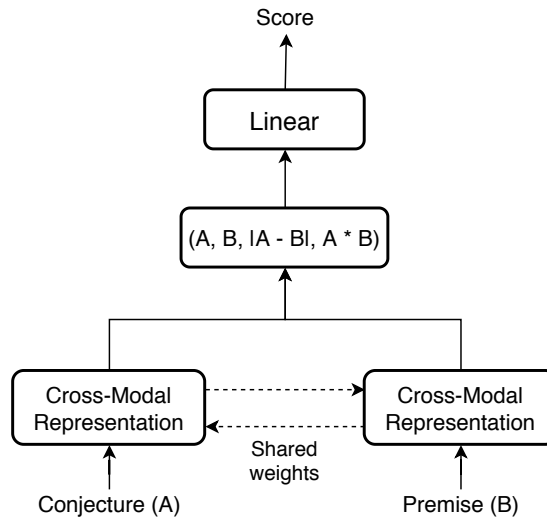 Score
Linear
(A, B, |A - B|, A * B)
Cross-Modal
Representation
Cross-Modal
Representation
Shared
weights
Conjecture (A)
Premise (B)